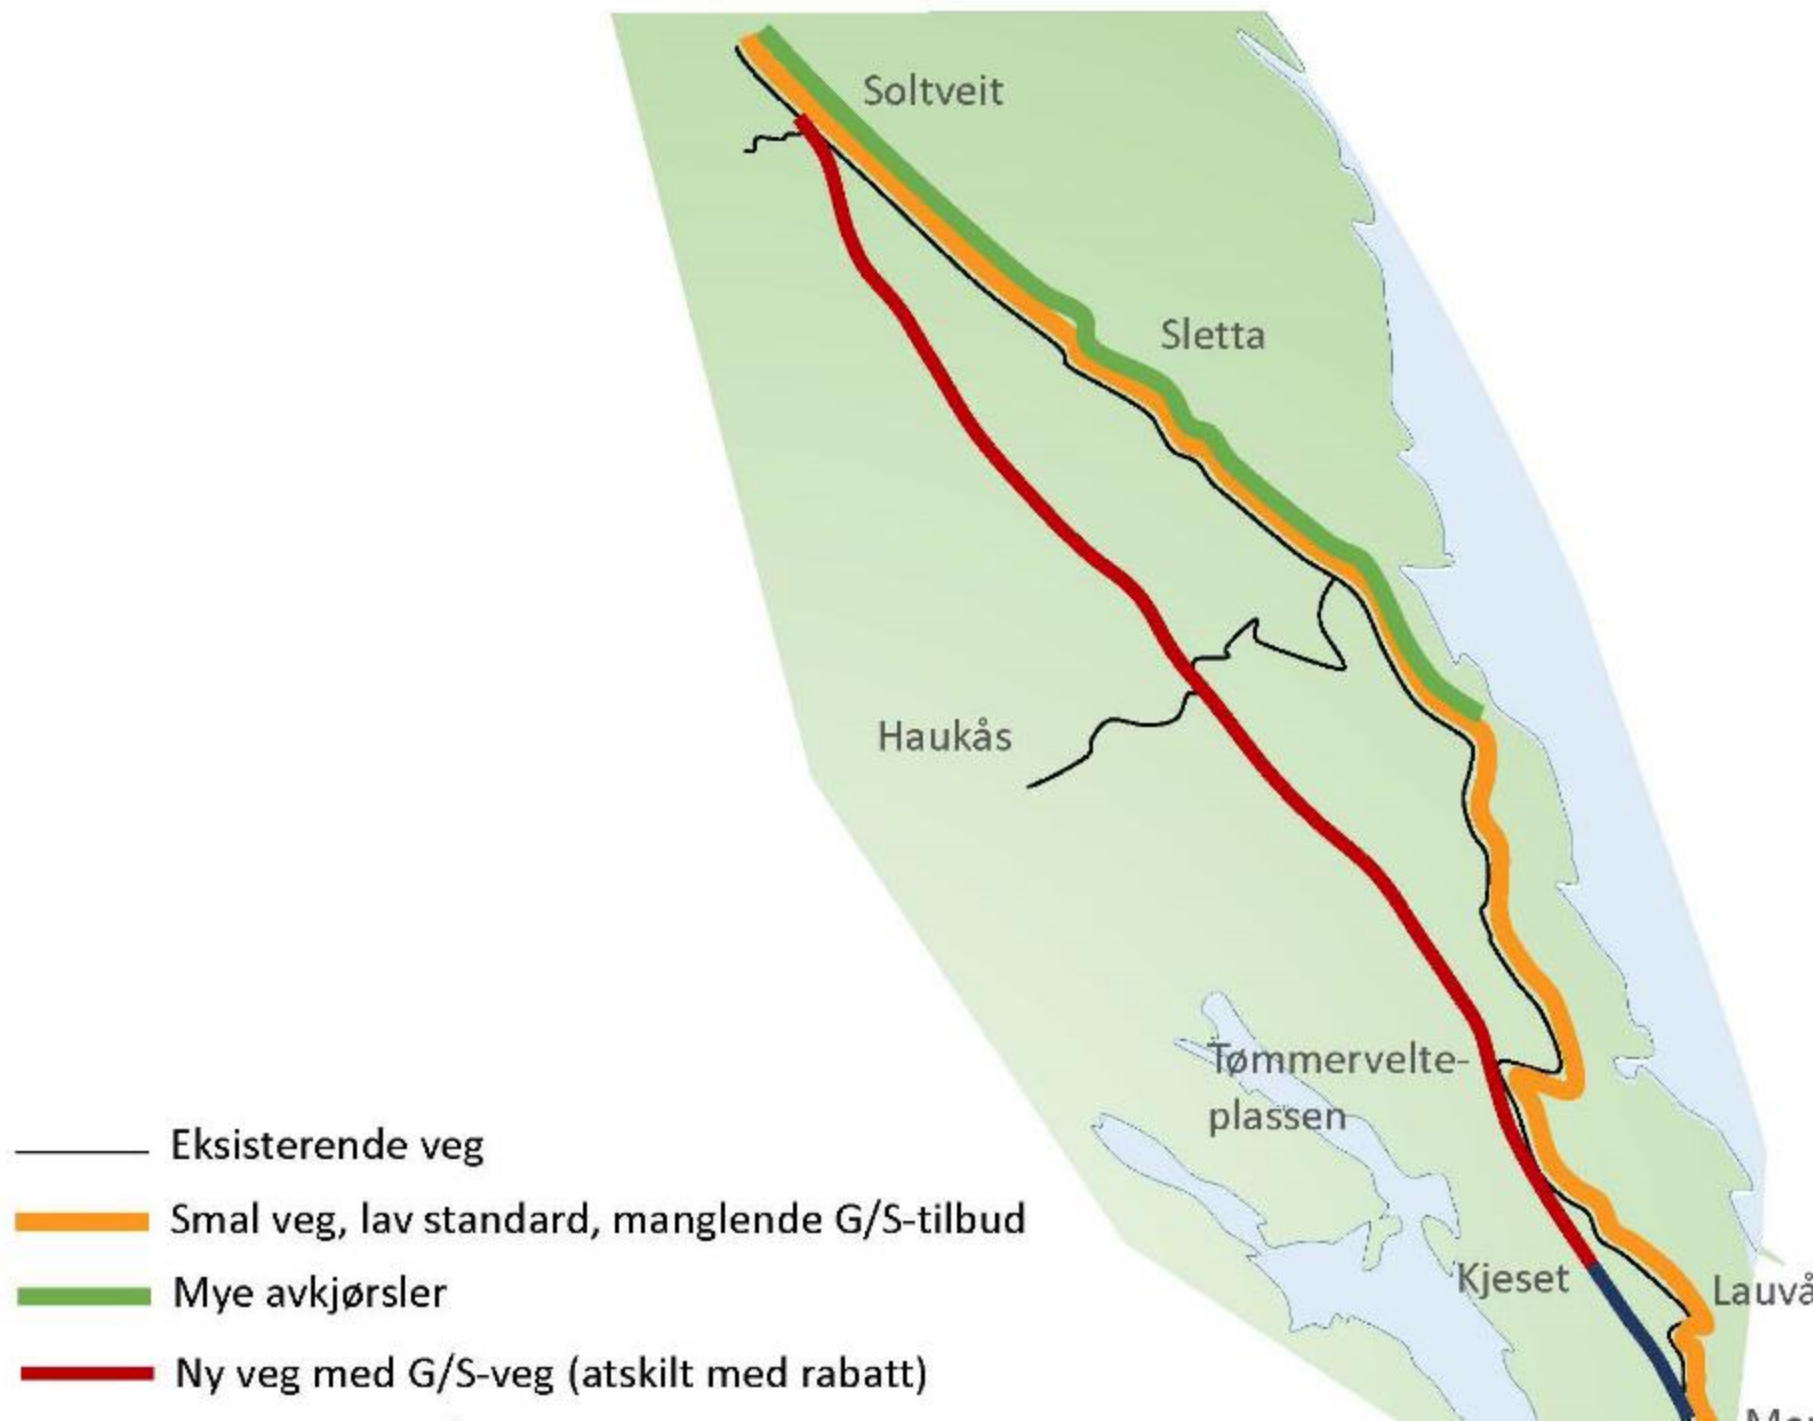 Soltveit
Sletta
Haukås
Tømmervelte-
plassen
Kjeset
Eksisterende veg
Smal veg, lav standard, manglende G/S-tilbud
Mye avkjørsler
Ny veg med G/S-veg (atskilt med rabatt)